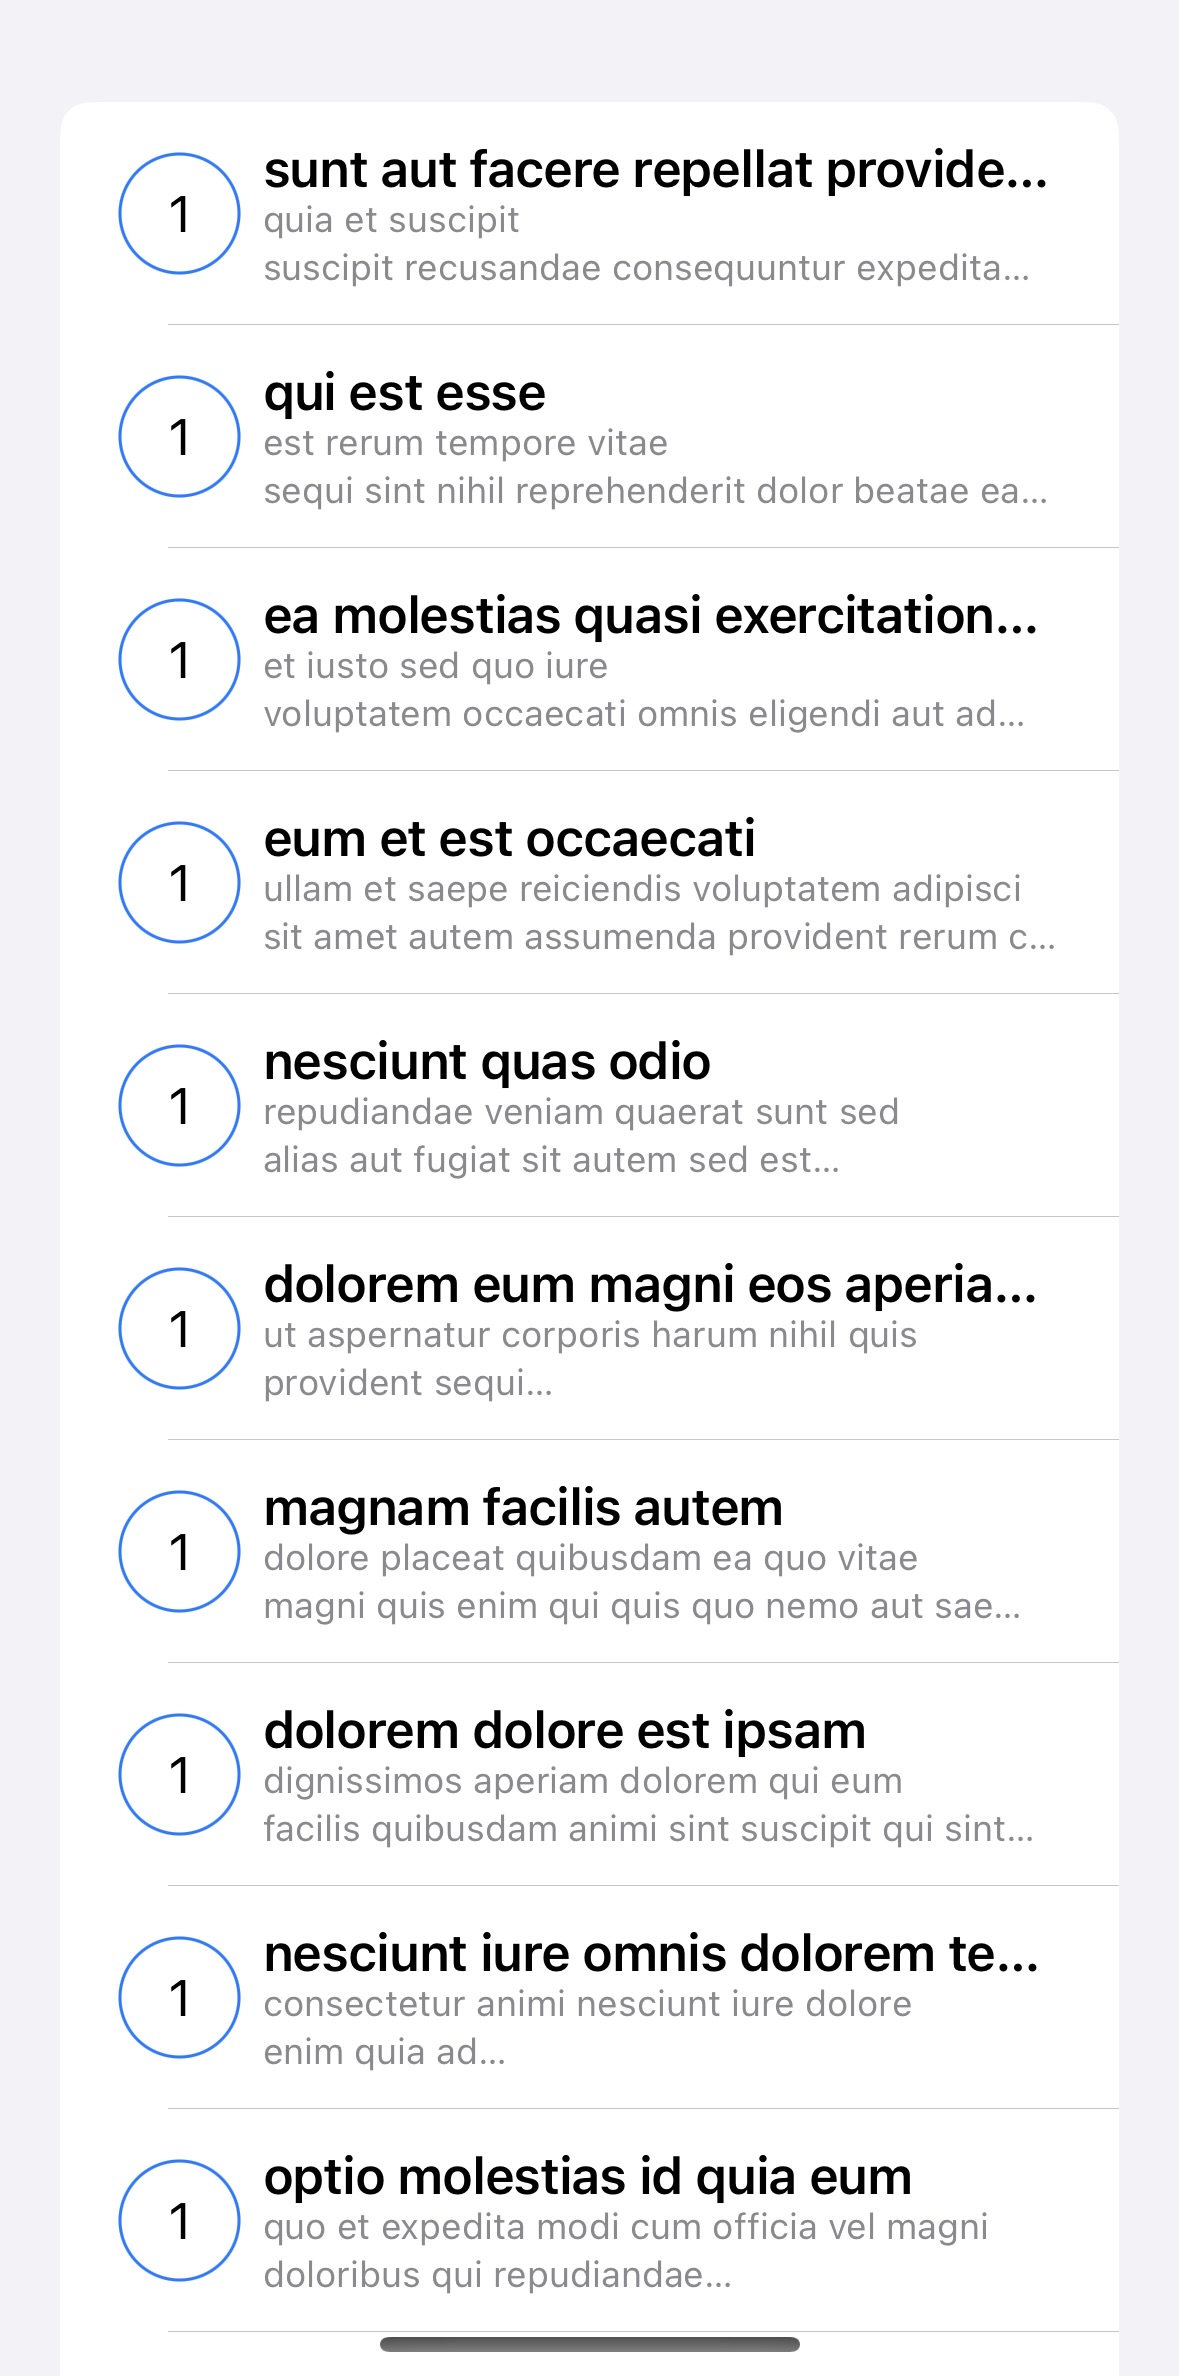 1
sunt aut facere repellat provide...
quia et suscipit
suscipit recusandae consequuntur expedita...
1
qui est esse
est rerum tempore vitae
sequi sint nihil reprehenderit dolor beatae ea...
1
ea molestias quasi exercitation...
et iusto sed quo iure
voluptatem occaecati omnis eligendi aut ad...
1
eum et est occaecati
ullam et saepe reiciendis voluptatem adipisci
sit amet autem assumenda provident rerum c...
1
nesciunt quas odio
repudiandae veniam quaerat sunt sed
alias aut fugiat sit autem sed est...
1
dolorem eum magni eos aperia...
ut aspernatur corporis harum nihil quis
provident sequi...
1
magnam facilis autem
dolore placeat quibusdam ea quo vitae
magni quis enim qui quis quo nemo aut sae...
1
dolorem dolore est ipsam
dignissimos aperiam dolorem qui eum
facilis quibusdam animi sint suscipit qui sint...
1
nesciunt iure omnis dolorem te...
consectetur animi nesciunt iure dolore
enim quia ad...
1
optio molestias id quia eum
quo et expedita modi cum officia vel magni
doloribus qui repudiandae...